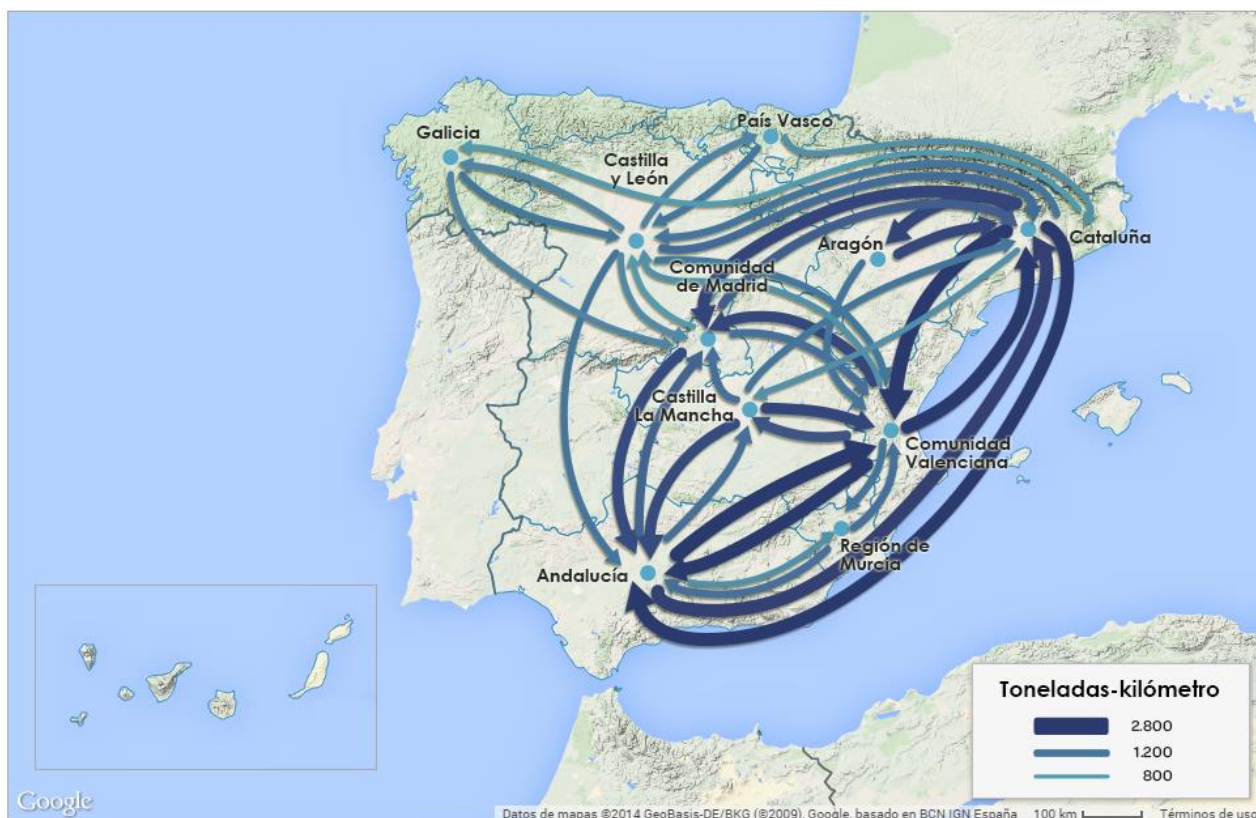 País Vasco
Galicia
Castilla
y León
Cataluña
Aragón
Comunidad
de Madrid
Castilla
La Mancha
Comunidad
Valenciana
Región de
Murcia
Andalucía
Toneladas-kilómetro
2.800
1.200
800
Google
Datos de mapas ©2014 GeoBasis-DE/BKG (©2009), Google, basado en BCN IGN España 100 km Términos de uso